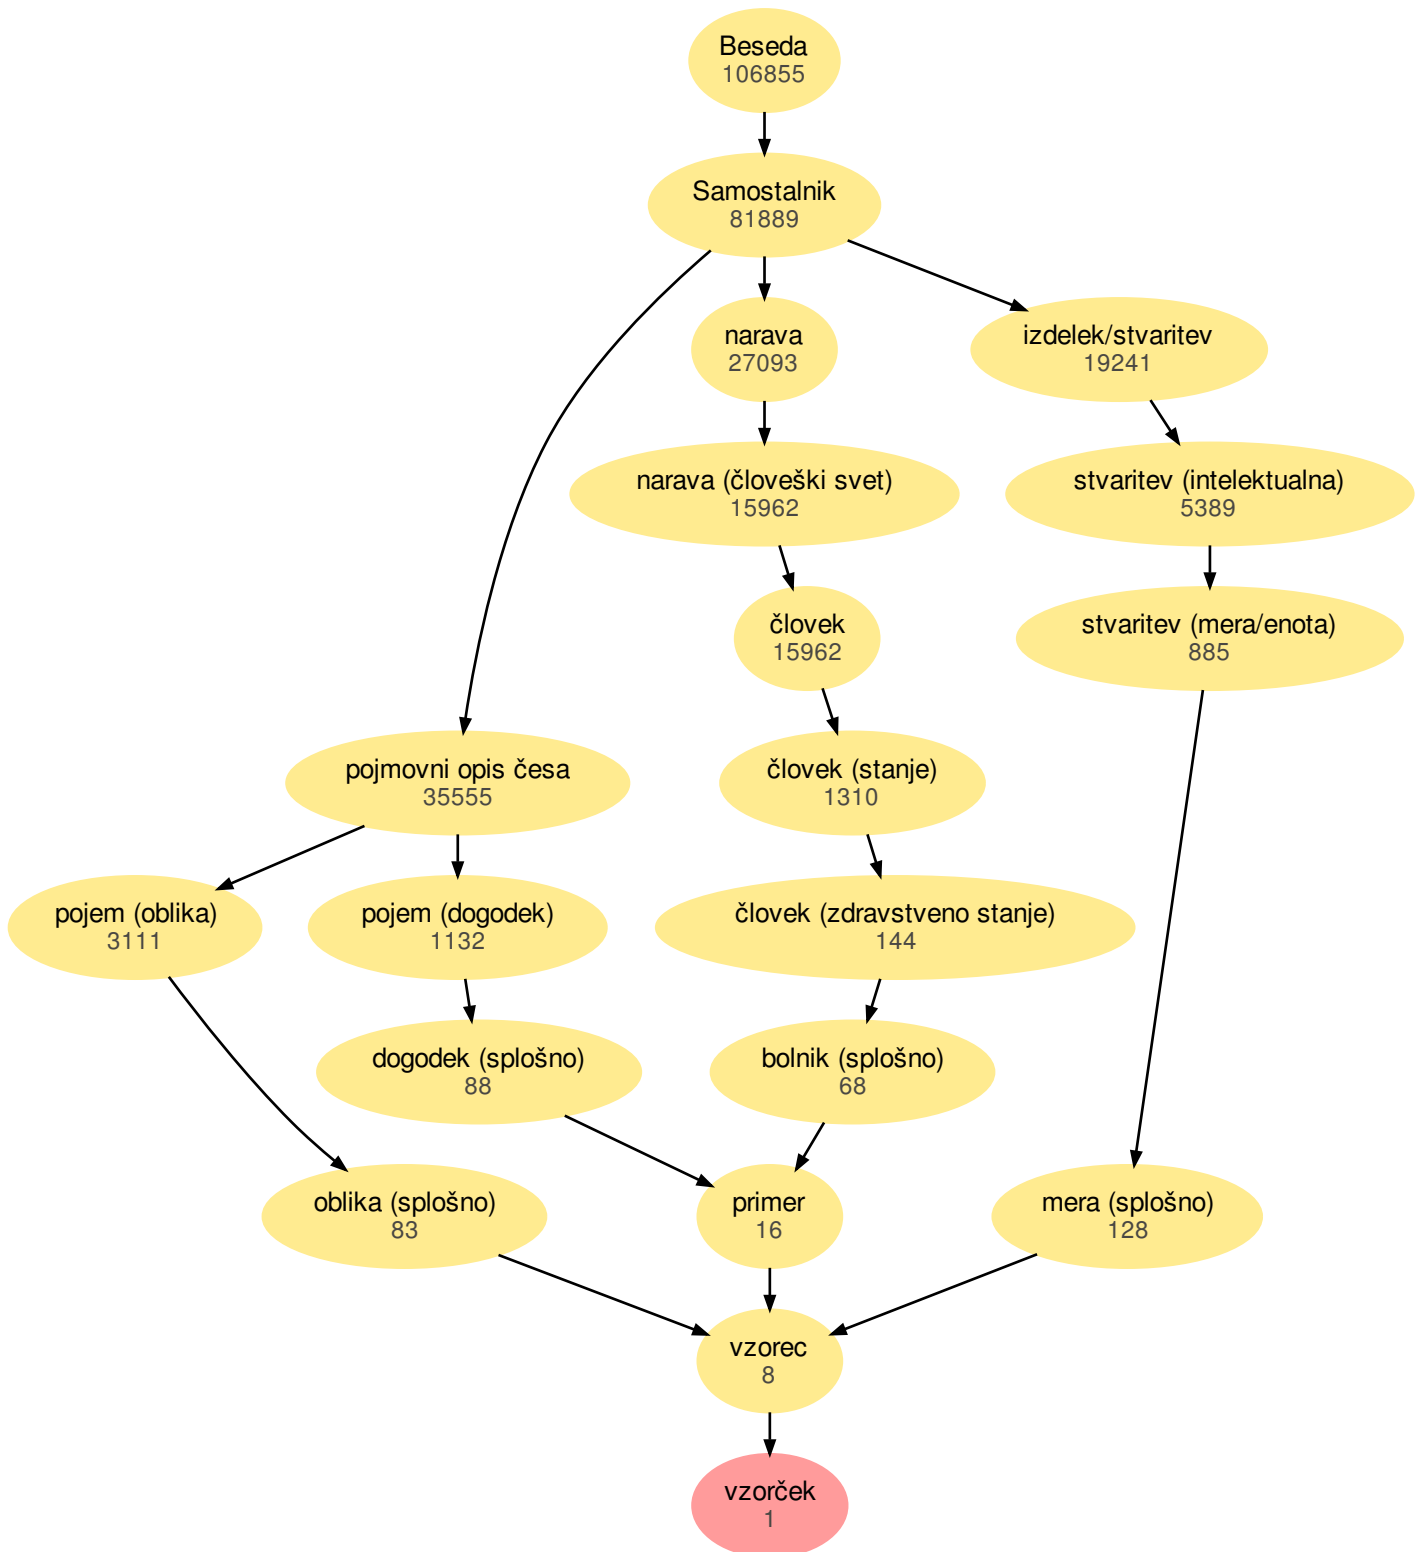 Beseda
106855
Samostalnik
81889
narava
27093
izdelek/stvaritev
19241
narava (človeški svet)
15962
stvaritev (intelektualna)
5389
človek
15962
stvaritev (mera/enota)
885
pojmovni opis česa
35555
človek (stanje)
1310
pojem (oblika)
3111
pojem (dogodek)
1132
človek (zdravstveno stanje)
144
dogodek (splošno)
88
bolnik (splošno)
68
oblika (splošno)
83
primer
16
mera (splošno)
128
vzorec
8
vzorček
1